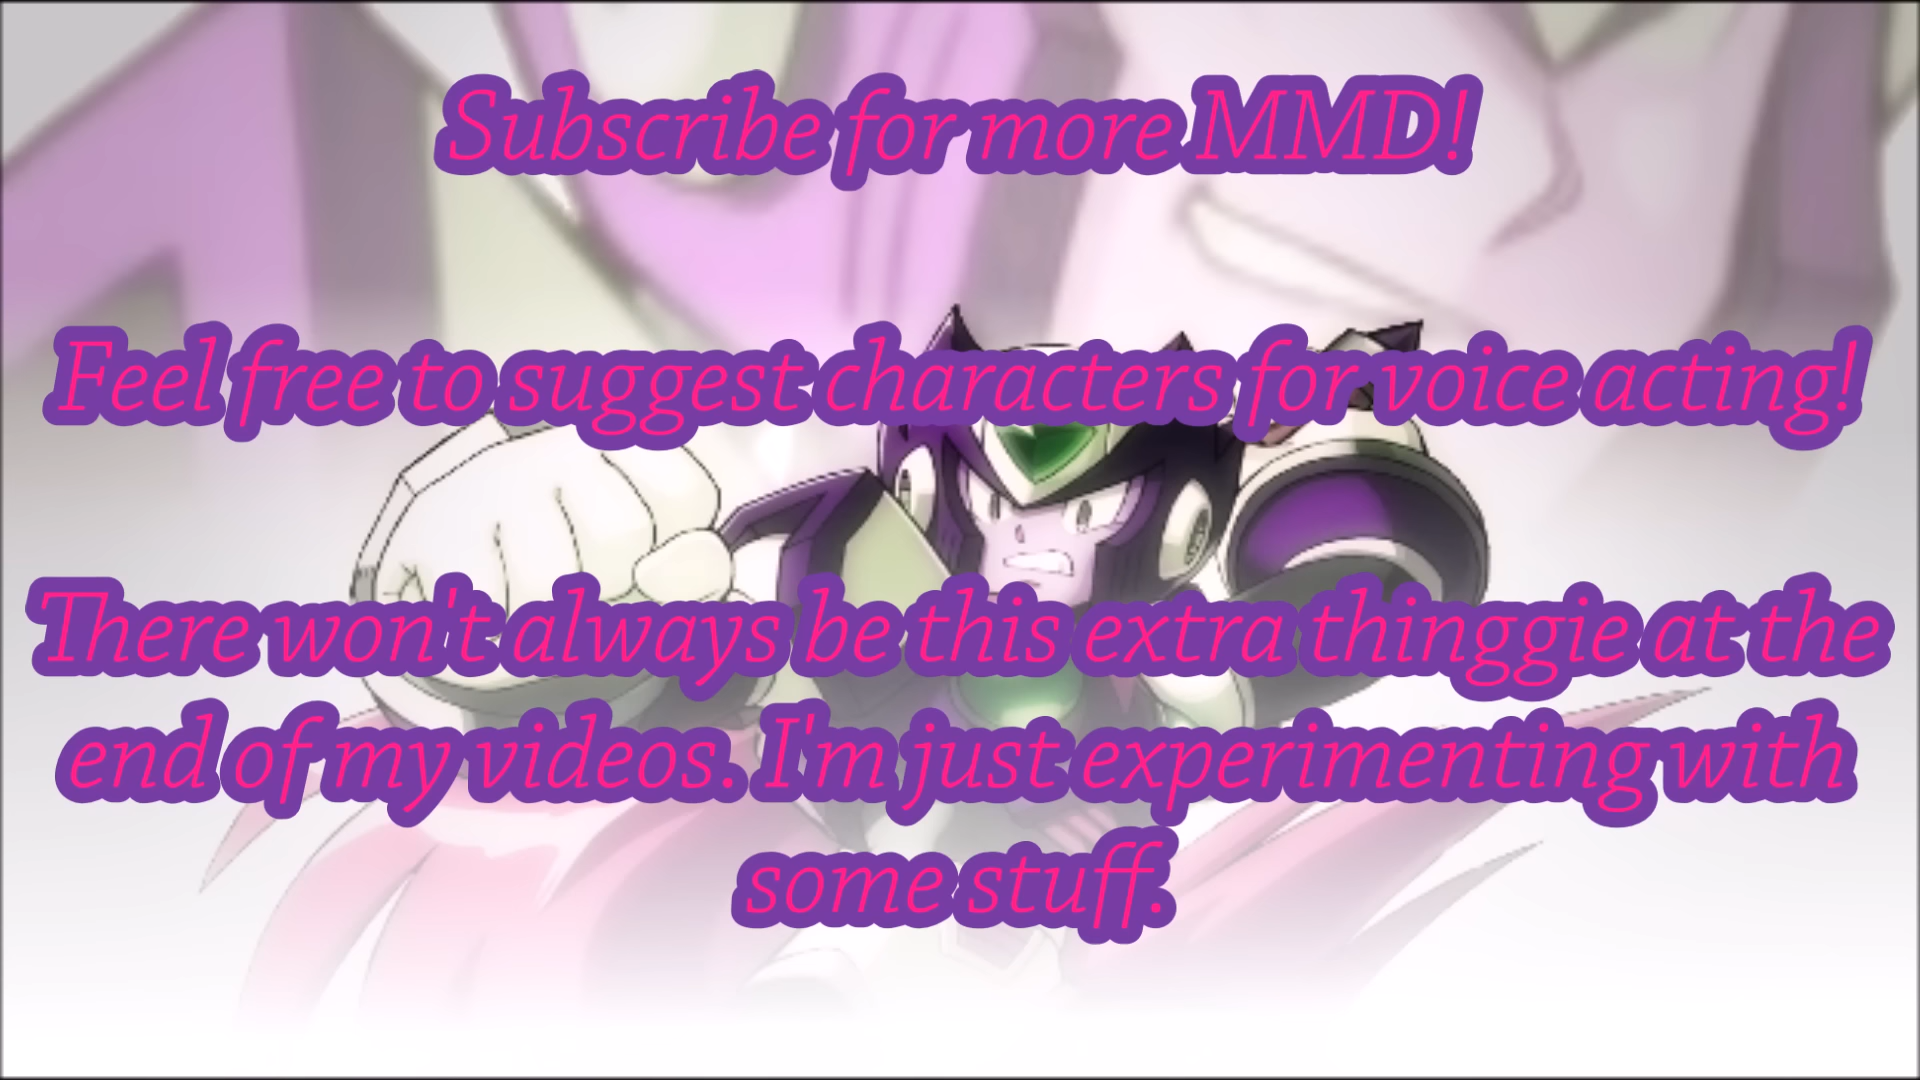 Subscribe for more MMD!
Feel free to suggest characters for voice acting!
There won't always be this extra thinggie at the
end of my videos. I'm just experimenting with
some stuff.